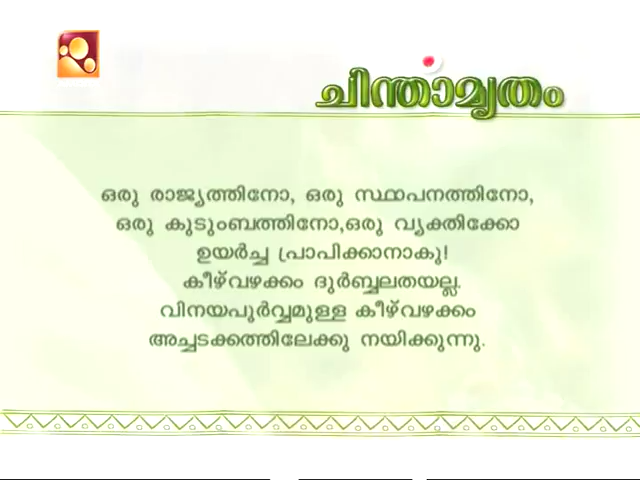 ചിന്താമൃതം
ഒരു രാജ്യത്തിനോ, ഒരു സ്ഥാപനത്തിനോ,
ഒരു കുടുംബത്തിനോ,ഒരു വ്യക്തിക്കോ
ഉയർച്ച പ്രാപിക്കാനാകൂ!
കീഴ്‌വഴക്കം ദുർബ്ബലതയല്ല.
വിനയപൂർവ്വമുള്ള കീഴ്‌വഴക്കം
അച്ചടക്കത്തിലേക്കു നയിക്കുന്നു.